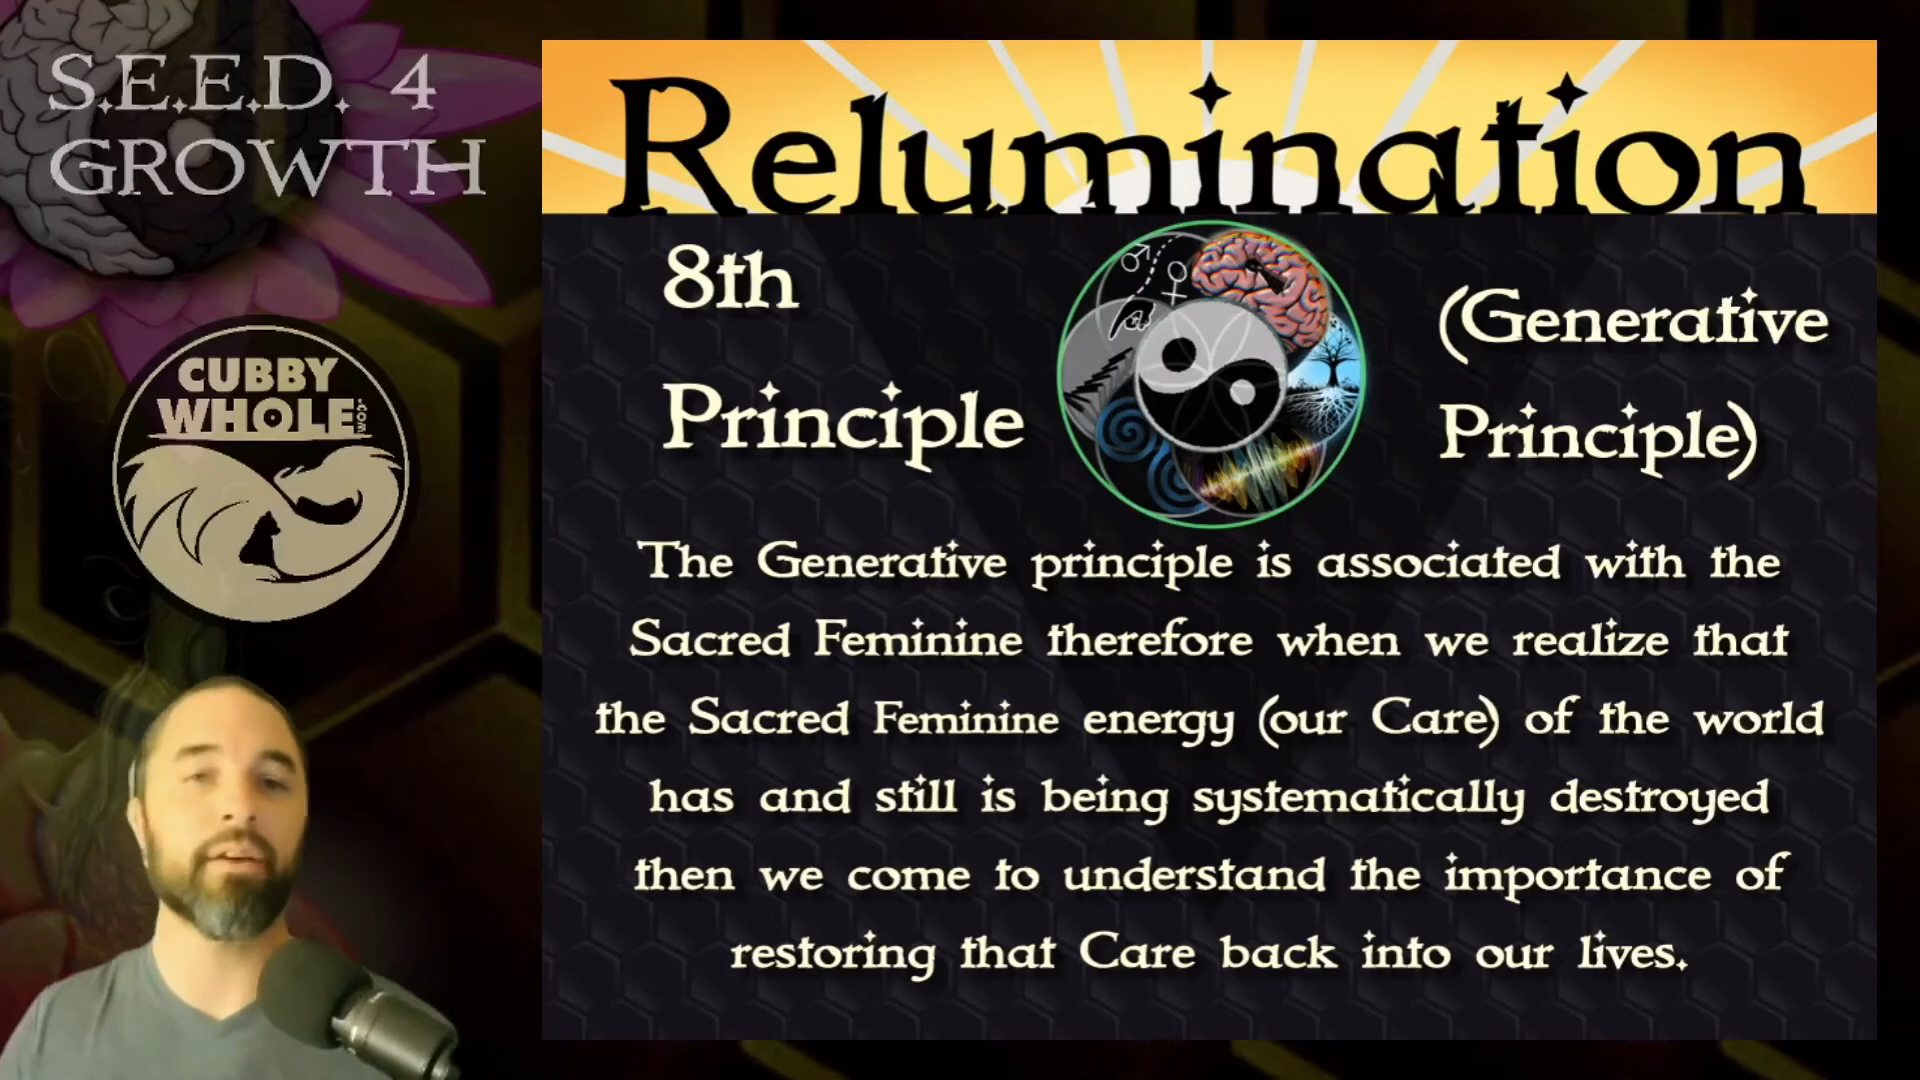 S.E.E.D. 4
GROWTH
CUBBY
WHOLE.COM
Relumination
8th
Principle
(Generative
Principle)
The Generative principle is associated with the
Sacred Feminine therefore when we realize that
the Sacred Feminine energy (our Care) of the world
has and still is being systematically destroyed
then we come to understand the importance of
restoring that Care back into our lives.